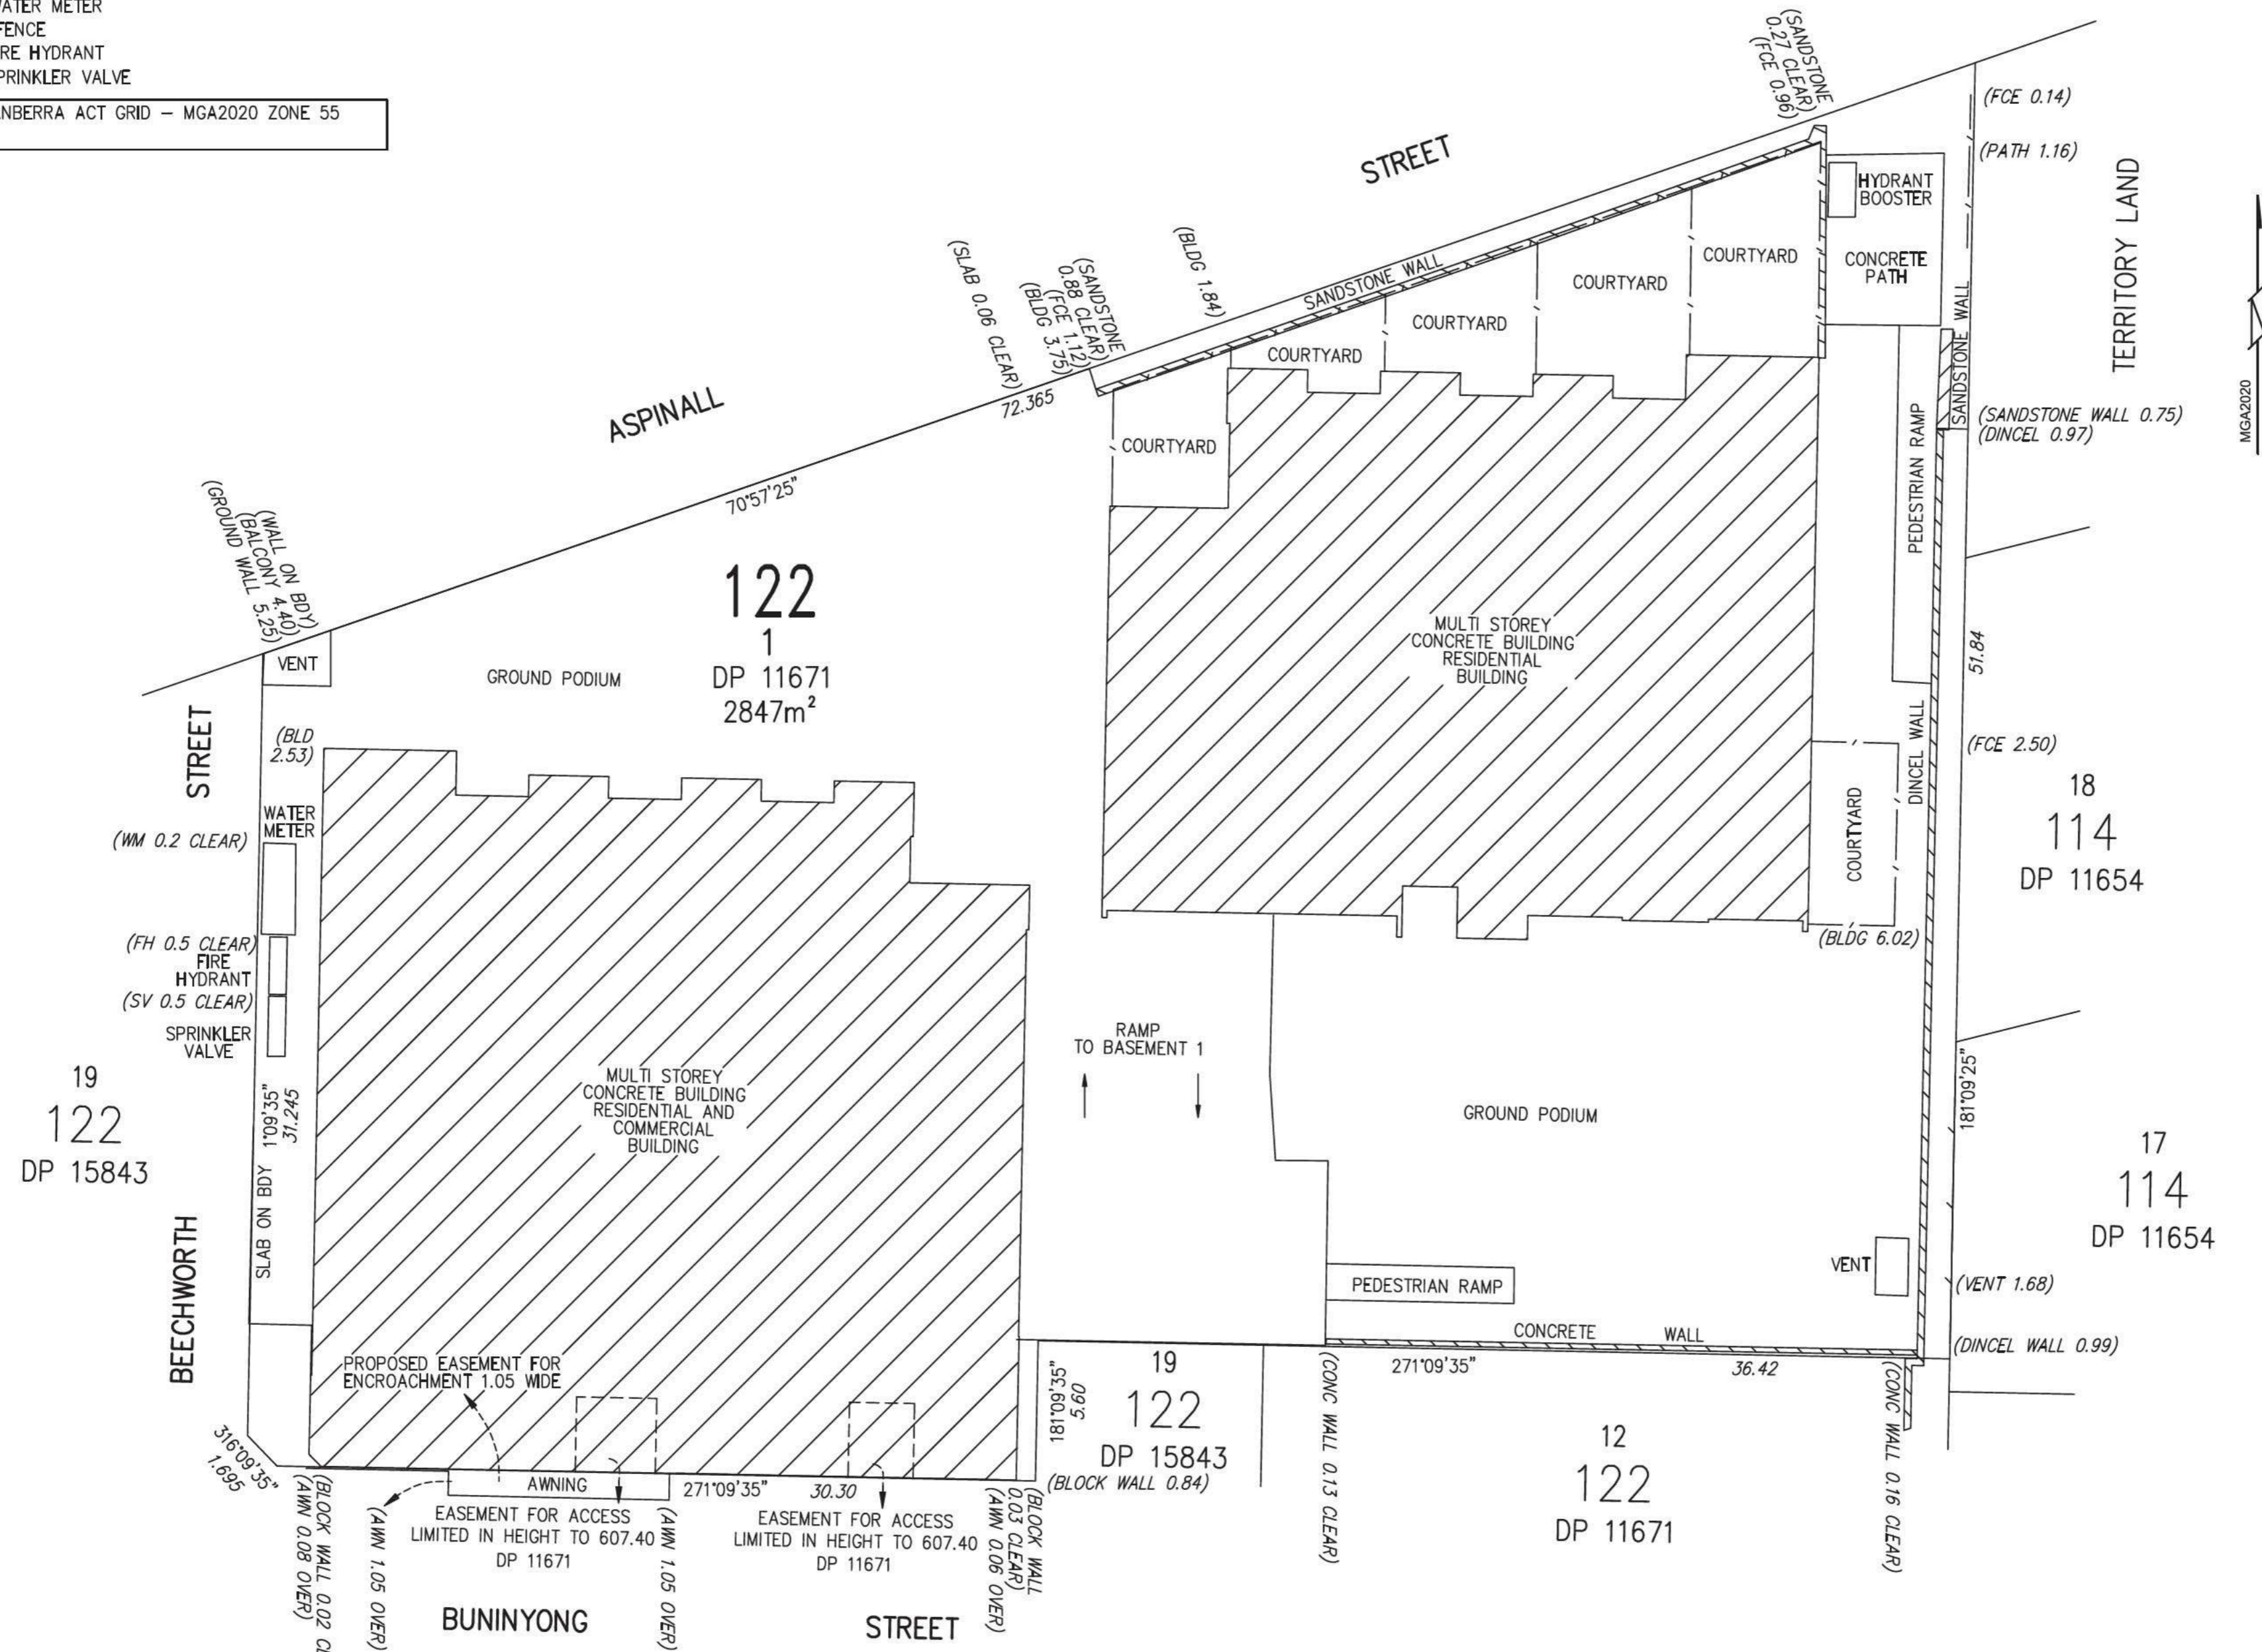 WATER METER
FENCE
HYDRANT
SPRINKLER VALVE
ACT GRID — MGA2020 ZONE 55
(SANDSTONE
0.27 CLEAR)
(FCE 0.96)
(FCE 0.14)
(PATH 1.16)
STREET
TERRITORY LAND
MGA2020
HYDRANT
BOOSTER
CONCRETE
PATH
COURTYARD
COURTYARD
COURTYARD
COURTYARD
COURTYARD
SANDSTONE WALL
SANDSTONE WALL
(BLDG 1.84)
(SANDSTONE
0.88 CLEAR)
(FCE 1.12)
(BLDG 3.75)
(SLAB 0.06 CLEAR)
72.365
ASPINALL
70°57'25"
(SANDSTONE WALL 0.75)
(DINCEL 0.97)
PEDESTRIAN RAMP
(WALL ON BDY)
(BALCONY 4.40)
(GROUND WALL 5.25)
VENT
GROUND PODIUM
122
1
DP 11671
2847m²
MULTI STOREY
CONCRETE BUILDING
RESIDENTIAL
BUILDING
51.84
STREET
(BLD
2.53)
DINCEL WALL
(FCE 2.50)
COURTYARD
18
114
DP 11654
WATER
METER
(WM 0.2 CLEAR)
(FH 0.5 CLEAR)
FIRE
HYDRANT
(SV 0.5 CLEAR)
SPRINKLER
VALVE
(BLDG 6.02)
RAMP
TO BASEMENT 1
GROUND PODIUM
181°09'25"
19
122
DP 15843
1°09'35"
31.245
SLAB ON BDY
MULTI STOREY
CONCRETE BUILDING
RESIDENTIAL AND
COMMERCIAL
BUILDING
17
114
DP 11654
BEECHWORTH
VENT
(VENT 1.68)
PEDESTRIAN RAMP
CONCRETE WALL
(DINCEL WALL 0.99)
PROPOSED EASEMENT FOR
ENCROACHMENT 1.05 WIDE
181°09'35"
5.60
19
122
DP 15843
(BLOCK WALL 0.84)
271°09'35" 36.42
(CONC WALL 0.13 CLEAR)
(CONC WALL 0.16 CLEAR)
12
122
DP 11671
316°09'35"
1.695
AWNING
271°09'35" 30.30
(BLOCK WALL 0.02
(AWN 0.08 OVER)
(AWN 1.05 OVER)
EASEMENT FOR ACCESS
LIMITED IN HEIGHT TO 607.40
DP 11671
(AWN 1.05 OVER)
EASEMENT FOR ACCESS
LIMITED IN HEIGHT TO 607.40
DP 11671
(BLOCK WALL
0.03 CLEAR)
(AWN 0.06 OVER)
BUNINYONG STREET